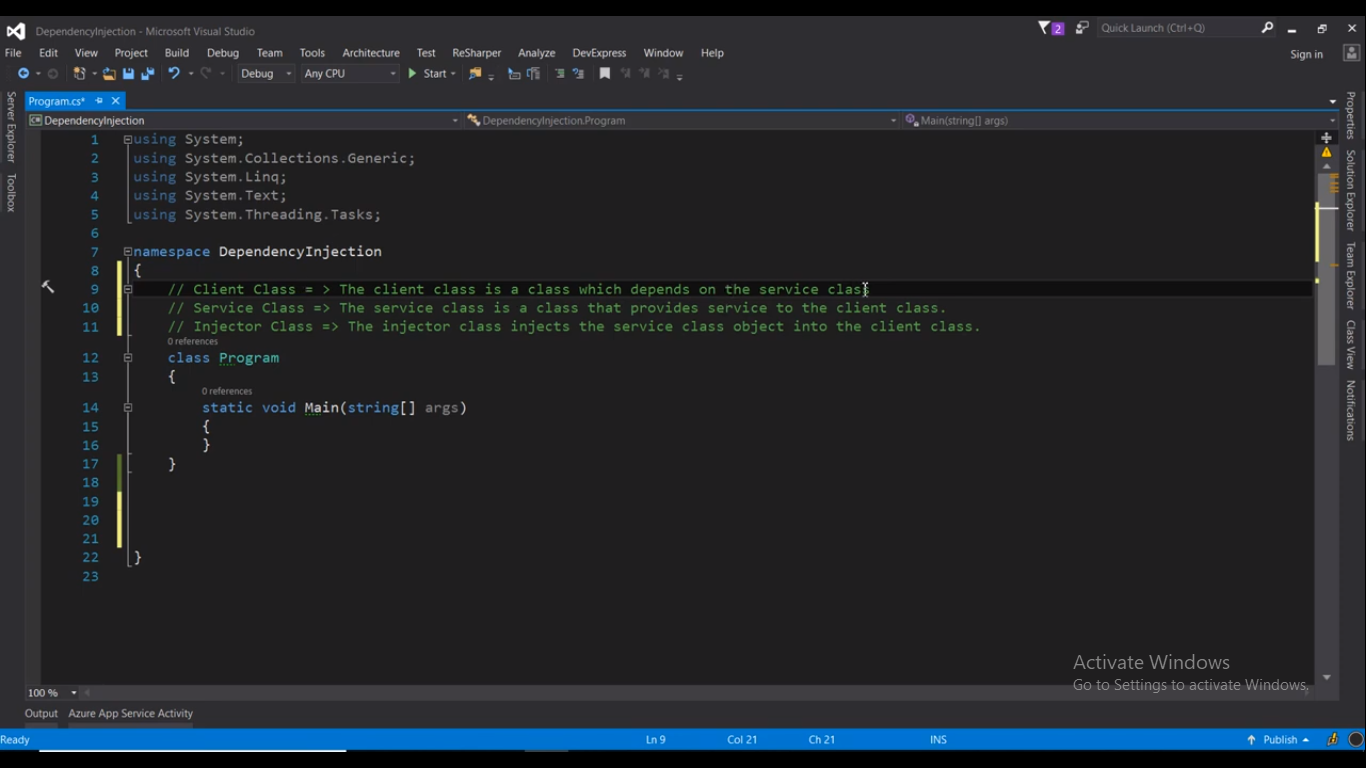 DependencyInjection - Microsoft Visual Studio
2
Quick Launch (Ctrl+Q)
File Edit View Project Build Debug Team Tools Architecture Test ReSharper Analyze DevExpress Window Help
Sign in
Debug Any CPU Start
Server Explorer
Toolbox
Program.cs*
DependencyInjection DependencyInjection.Program Main(string[] args)
1 using System;
2 using System.Collections.Generic;
3 using System.Linq;
4 using System.Text;
5 using System.Threading.Tasks;
6
7 namespace DependencyInjection
8 {
9 // Client Class = > The client class is a class which depends on the service class
10 // Service Class => The service class is a class that provides service to the client class.
11 // Injector Class => The injector class injects the service class object into the client class.
0 references
12 class Program
13 {
0 references
14 static void Main(string[] args)
15 {
16 }
17 }
18
19
20
21
22 }
23
Properties
Solution Explorer
Team Explorer
Class View
Notifications
Activate Windows
Go to Settings to activate Windows.
100 %
Output Azure App Service Activity
Ready Ln 9 Col 21 Ch 21 INS Publish